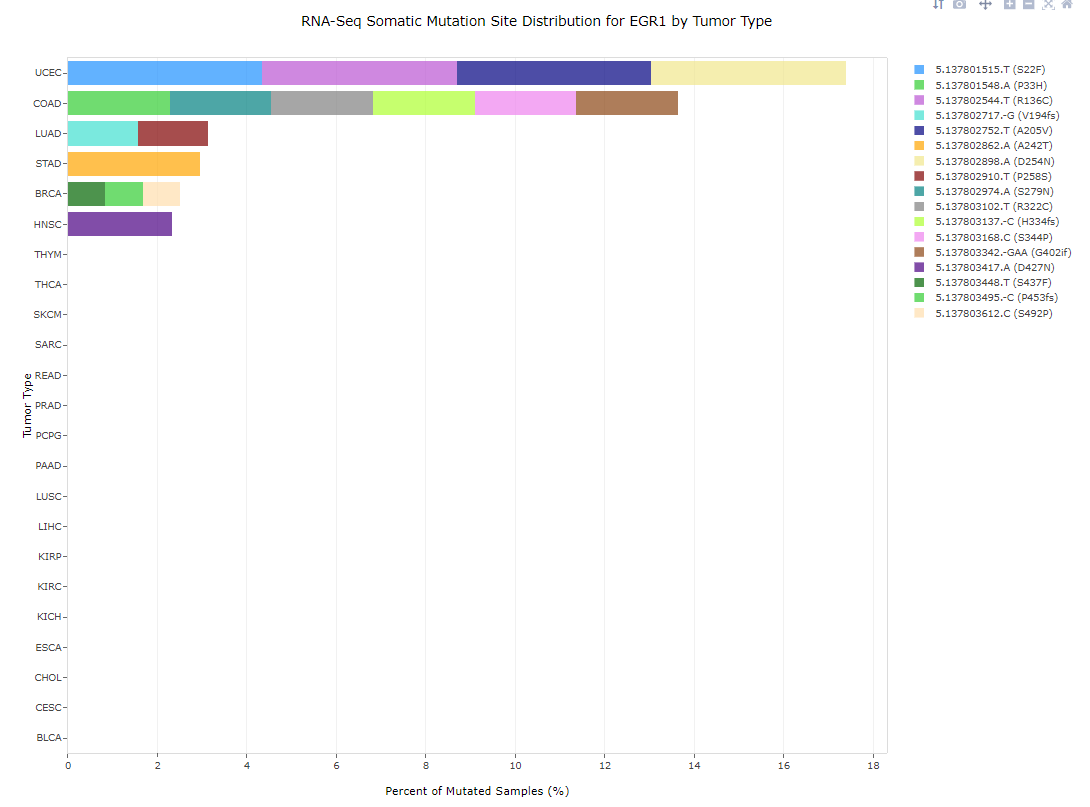 RNA-Seq Somatic Mutation Site Distribution for EGR1 by Tumor Type
UCEC
COAD
LUAD
STAD
BRCA
HNSC
THYM
THCA
SKCM
SARC
READ
PRAD
PCPG
PAAD
LUSC
LIHC
KIRP
KIRC
KICH
ESCA
CHOL
CESC
BLCA
Tumor Type
0 2 4 6 8 10 12 14 16 18
Percent of Mutated Samples (%)
5.137801515.T (S22F)
5.137801548.A (P33H)
5.137802544.T (R136C)
5.137802717.-G (V194fs)
5.137802752.T (A205V)
5.137802862.A (A242T)
5.137802898.A (D254N)
5.137802910.T (P258S)
5.137802974.A (S279N)
5.137803102.T (R322C)
5.137803137.-C (H334fs)
5.137803168.C (S344P)
5.137803342.-GAA (G402if)
5.137803417.A (D427N)
5.137803448.T (S437F)
5.137803495.-C (P453fs)
5.137803612.C (S492P)